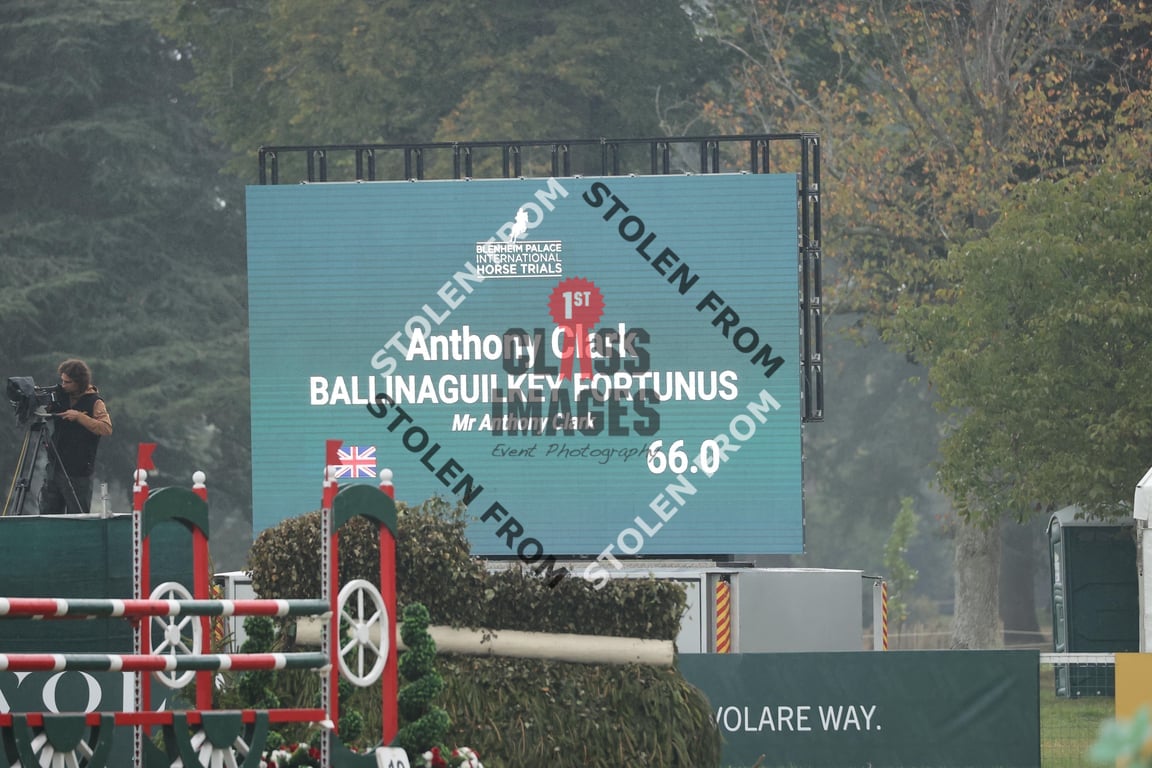 BLENHEIM PALACE
INTERNATIONAL
HORSE TRIALS
STOLEN FROM
STOLEN FROM
1ST
Anthony Clark
CLASS
BALLINAGUILKEY FORTUNUS
IMAGES
Mr Anthony Clark
Event Photography
66.0
STOLEN FROM
STOLEN FROM
VOLARE WAY.